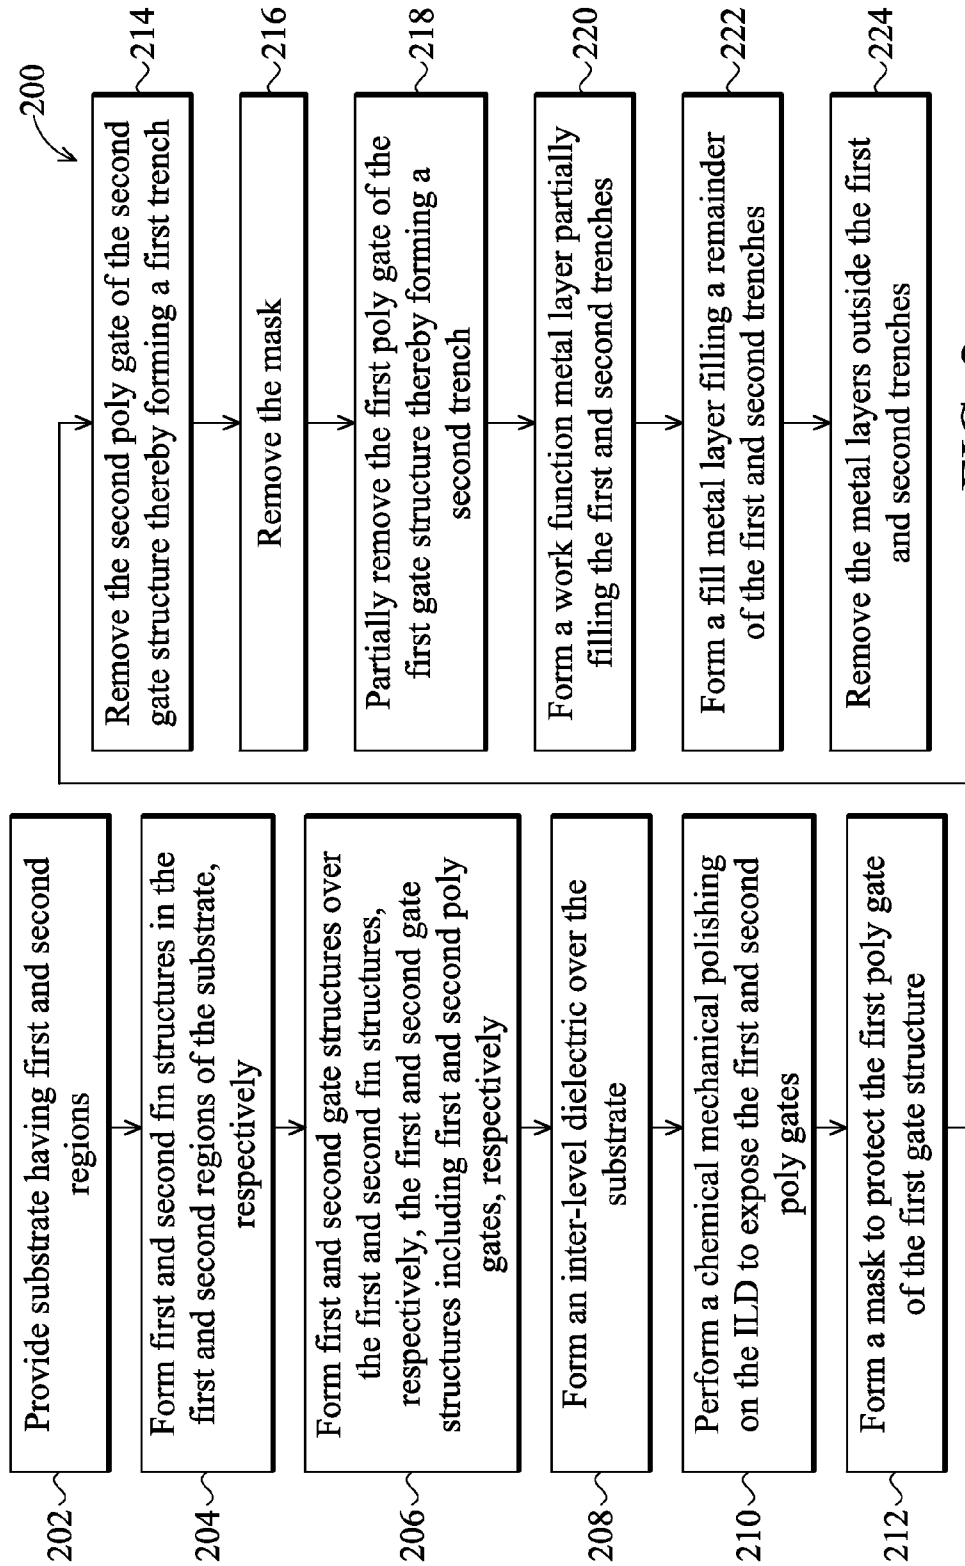 200
202
Provide substrate having first and second
regions
204
Form first and second fin structures in the
first and second regions of the substrate,
respectively
206
Form first and second gate structures over
the first and second fin structures,
respectively, the first and second gate
structures including first and second poly
gates, respectively
208
Form an inter-level dielectric over the
substrate
210
Perform a chemical mechanical polishing
on the ILD to expose the first and second
poly gates
212
Form a mask to protect the first poly gate
of the first gate structure
214
Remove the second poly gate of the second
gate structure thereby forming a first trench
216
Remove the mask
218
Partially remove the first poly gate of the
first gate structure thereby forming a
second trench
220
Form a work function metal layer partially
filling the first and second trenches
222
Form a fill metal layer filling a remainder
of the first and second trenches
224
Remove the metal layers outside the first
and second trenches